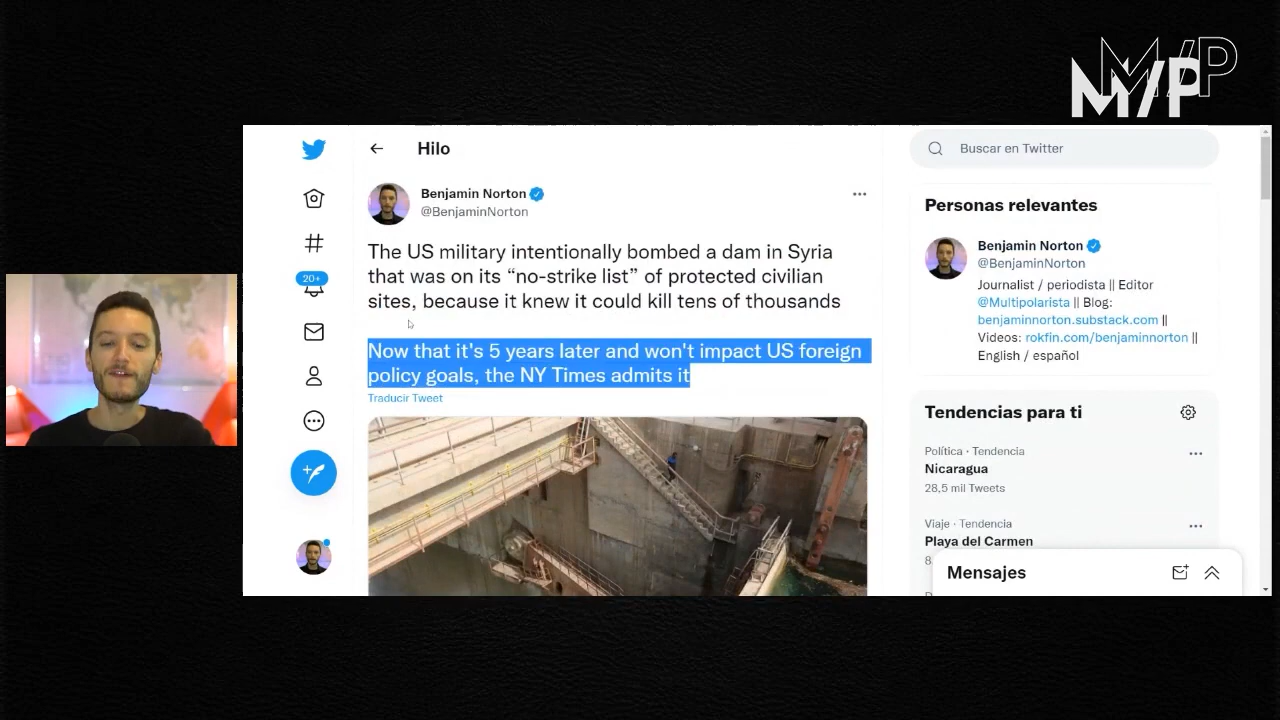 M/P
Hilo
Buscar en Twitter
Benjamin Norton
@BenjaminNorton
The US military intentionally bombed a dam in Syria
that was on its “no-strike list” of protected civilian
sites, because it knew it could kill tens of thousands
Now that it's 5 years later and won't impact US foreign
policy goals, the NY Times admits it
Traducir Tweet
20+
Personas relevantes
Benjamin Norton
@BenjaminNorton
Journalist / periodista || Editor
@Multipolarista || Blog:
benjaminnorton.substack.com ||
Videos: rokfin.com/benjaminnorton ||
English / español
Tendencias para ti
Política · Tendencia
Nicaragua
28,5 mil Tweets
Viaje · Tendencia
Playa del Carmen
Mensajes